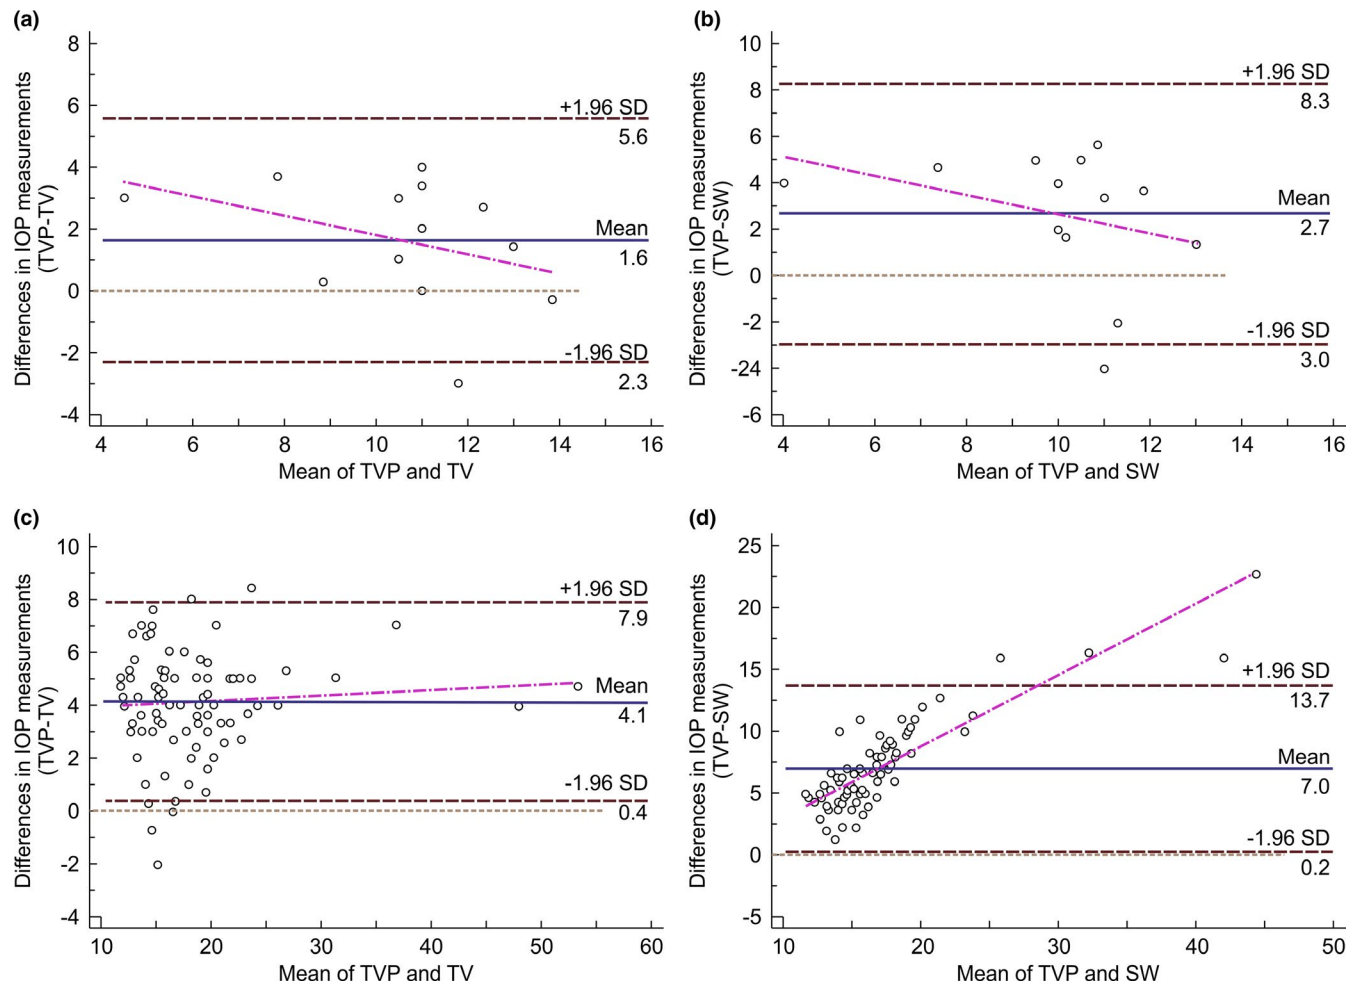 (a)
8
6
4
2
0
-2
-4
Differences in IOP measurements
(TVP-TV)
+1.96 SD
5.6
Mean
1.6
-1.96 SD
2.3
4 6 8 10 12 14 16
Mean of TVP and TV
(b)
10
8
6
4
2
0
-2
-24
-6
Differences in IOP measurements
(TVP-SW)
+1.96 SD
8.3
Mean
2.7
-1.96 SD
3.0
4 6 8 10 12 14 16
Mean of TVP and SW
(c)
10
8
6
4
2
0
-2
-4
Differences in IOP measurements
(TVP-TV)
+1.96 SD
7.9
Mean
4.1
-1.96 SD
0.4
10 20 30 40 50 60
Mean of TVP and TV
(d)
25
20
15
10
5
0
-5
Differences in IOP measurements
(TVP-SW)
+1.96 SD
13.7
Mean
7.0
-1.96 SD
0.2
10 20 30 40 50
Mean of TVP and SW